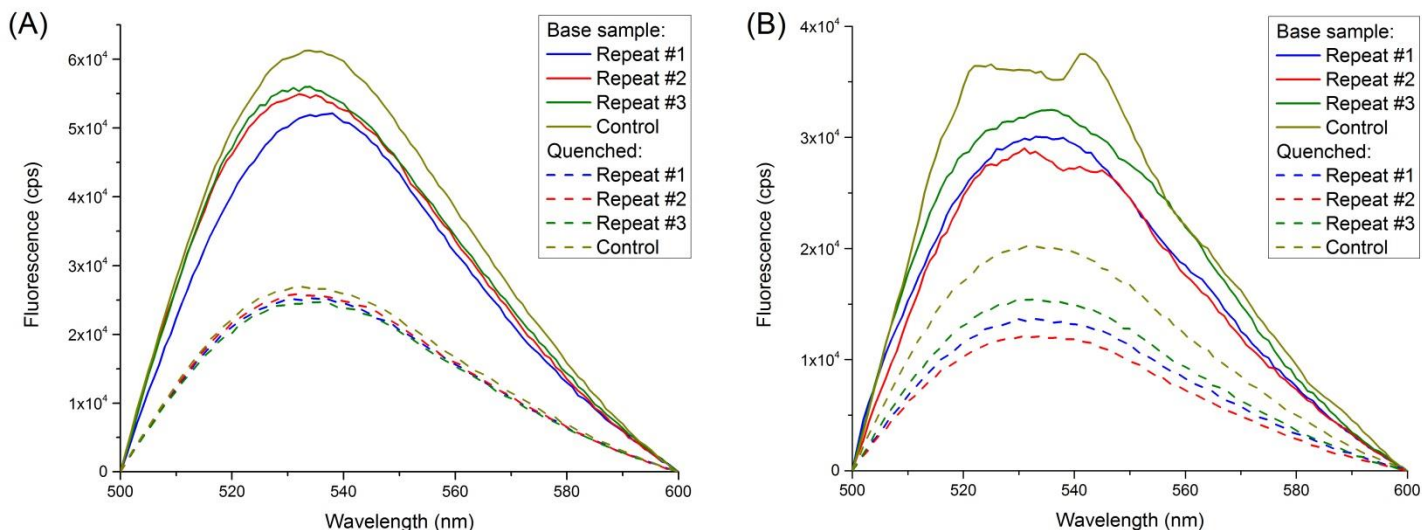 (A)
Fluorescence (cps)
6x10⁴
5x10⁴
4x10⁴
3x10⁴
2x10⁴
1x10⁴
0
500
520
540
560
580
600
Wavelength (nm)
Base sample:
Repeat #1
Repeat #2
Repeat #3
Control
Quenched:
Repeat #1
Repeat #2
Repeat #3
Control
(B)
Fluorescence (cps)
4x10⁴
3x10⁴
2x10⁴
1x10⁴
0
500
520
540
560
580
600
Wavelength (nm)
Base sample:
Repeat #1
Repeat #2
Repeat #3
Control
Quenched:
Repeat #1
Repeat #2
Repeat #3
Control